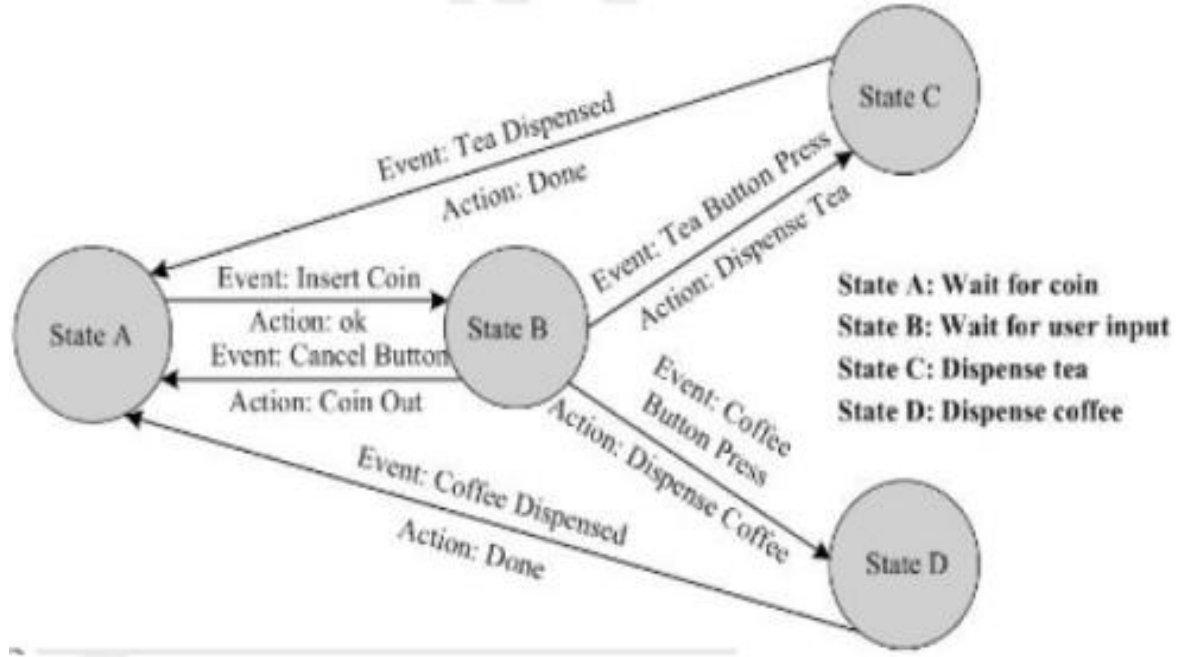 State C
Event: Tea Dispensed
Action: Done
Event: Tea Button Press
Action: Dispense Tea
Event: Insert Coin
Action: ok
State A
State B
Event: Cancel Button
Action: Coin Out
State A: Wait for coin
State B: Wait for user input
State C: Dispense tea
State D: Dispense coffee
Event: Coffee
Button Press
Action: Dispense Coffee
Event: Coffee Dispensed
Action: Done
State D